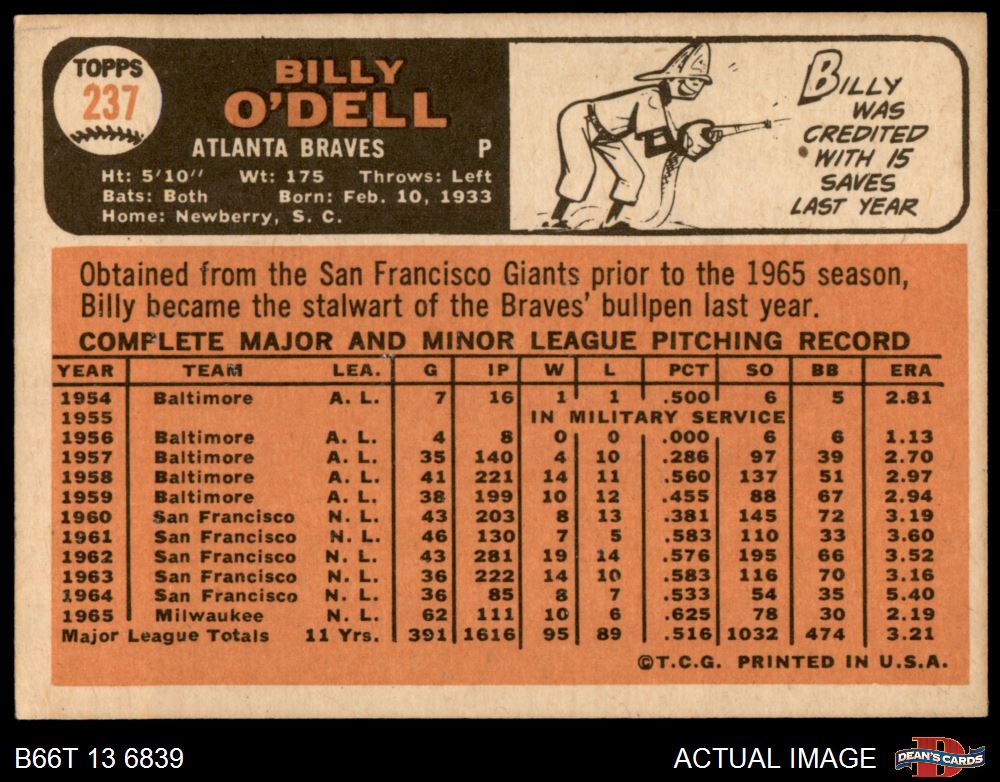 TOPPS
237
BILLY
O'DELL
ATLANTA BRAVES P
Ht: 5'10" Wt: 175 Throws: Left
Bats: Both Born: Feb. 10, 1933
Home: Newberry, S. C.
BILLY
WAS
CREDITED
WITH 15
SAVES
LAST YEAR
Obtained from the San Francisco Giants prior to the 1965 season,
Billy became the stalwart of the Braves' bullpen last year.
COMPLETE MAJOR AND MINOR LEAGUE PITCHING RECORD
YEAR TEAM LEA. G IP W L PCT SO BB ERA
1954 Baltimore A. L. 7 16 1 1 .500 6 5 2.81
1955 IN MILITARY SERVICE
1956 Baltimore A. L. 4 8 0 0 .000 6 6 1.13
1957 Baltimore A. L. 35 140 4 10 .286 97 39 2.70
1958 Baltimore A. L. 41 221 14 11 .560 137 51 2.97
1959 Baltimore A. L. 38 199 10 12 .455 88 67 2.94
1960 San Francisco N. L. 43 203 8 13 .381 145 72 3.19
1961 San Francisco N. L. 46 130 7 5 .583 110 33 3.60
1962 San Francisco N. L. 43 281 19 14 .576 195 66 3.52
1963 San Francisco N. L. 36 222 14 10 .583 116 70 3.16
1964 San Francisco N. L. 36 85 8 7 .533 54 35 5.40
1965 Milwaukee N. L. 62 111 10 6 .625 78 30 2.19
Major League Totals 11 Yrs. 391 1616 95 89 .516 1032 474 3.21
©T.C.G. PRINTED IN U.S.A.
B66T 13 6839 ACTUAL IMAGE
D
DEAN'S CARDS